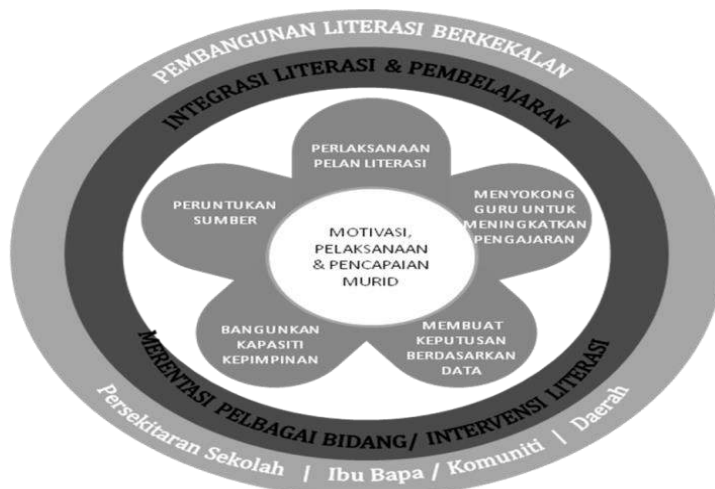 PEMBANGUNAN LITERASI BERKEKALAN
INTEGRASI LITERASI & PEMBELAJARAN
PERLAKSANAAN
PELAN LITERASI
PERUNTUKAN
SUMBER
MENYOKONG
GURU UNTUK
MENINGKATKAN
PENGAJARAN
MOTIVASI,
PELAKSANAAN
& PENCAPAIAN
MURID
BANGUNKAN
KAPASITI
KEPIMPINAN
MEMBUAT
KEPUTUSAN
BERDASARKAN
DATA
MERENTASI PELBAGAI BIDANG/ INTERVENSI LITERASI
Persekitaran Sekolah | Ibu Bapa / Komuniti | Daerah